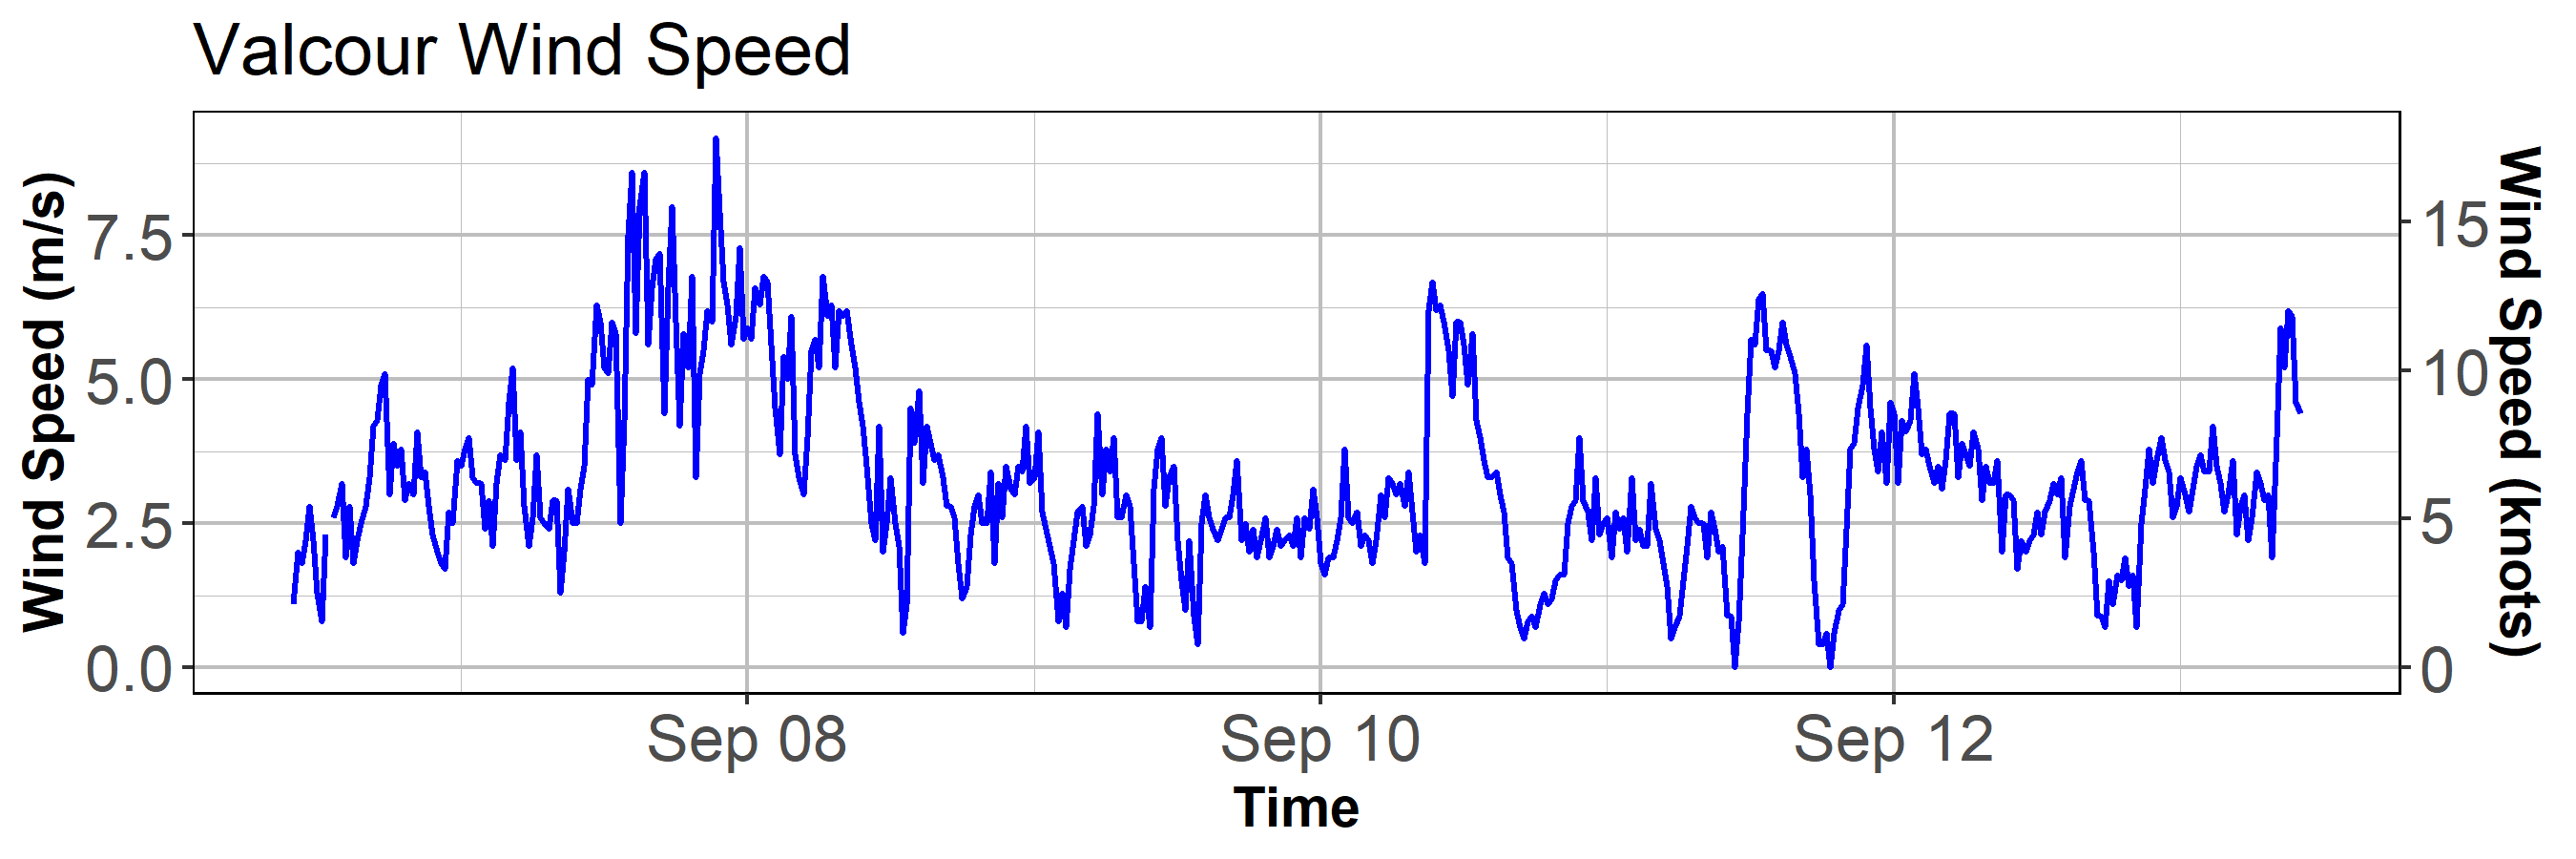 Valcour Wind Speed
Wind Speed (m/s)
7.5
5.0
2.5
0.0
15
10
5
0
Wind Speed (knots)
Sep 08
Sep 10
Sep 12
Time